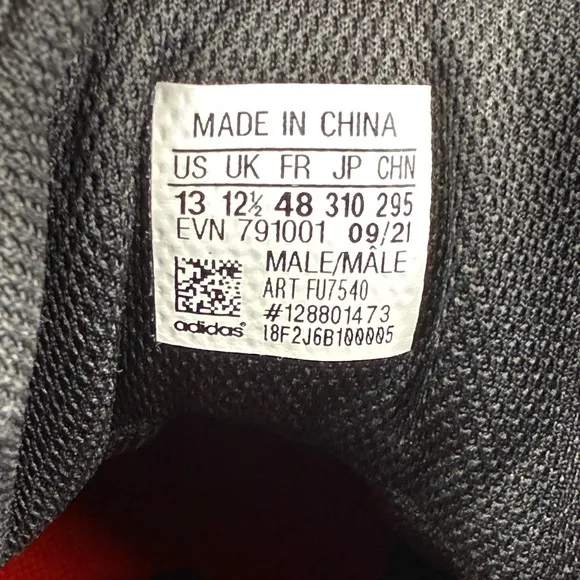 MADE IN CHINA
US UK FR JP CHN
13 12½ 48 310 295
EVN 791001 09/21
MALE/MÂLE
ART FU7540
#128801473
adidas 18F2J6B100005